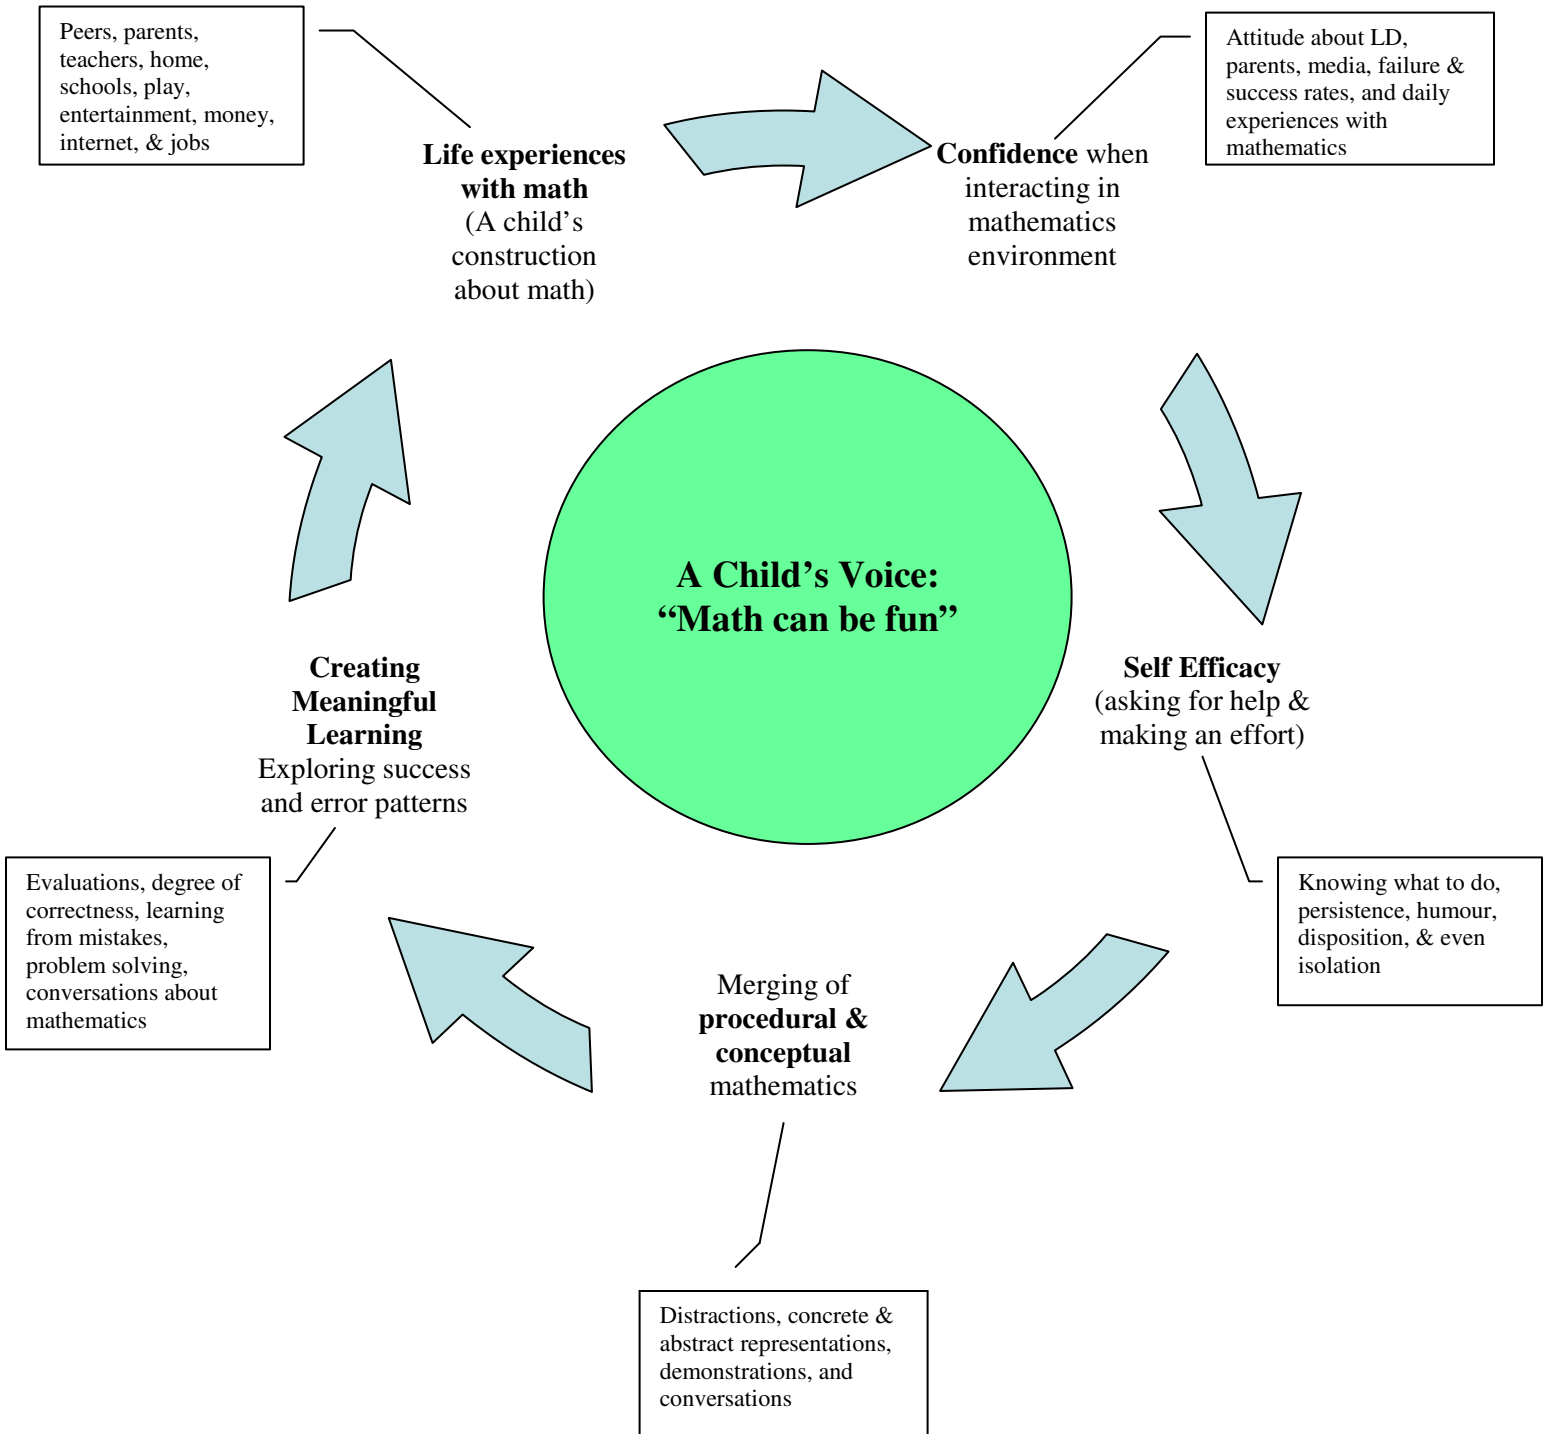 Peers, parents,
teachers, home,
schools, play,
entertainment, money,
internet, & jobs
Attitude about LD,
parents, media, failure &
success rates, and daily
experiences with
mathematics
Life experiences
with math
(A child’s
construction
about math)
Confidence when
interacting in
mathematics
environment
A Child’s Voice:
“Math can be fun”
Creating
Meaningful
Learning
Exploring success
and error patterns
Self Efficacy
(asking for help &
making an effort)
Evaluations, degree of
correctness, learning
from mistakes,
problem solving,
conversations about
mathematics
Knowing what to do,
persistence, humour,
disposition, & even
isolation
Merging of
procedural &
conceptual
mathematics
Distractions, concrete &
abstract representations,
demonstrations, and
conversations